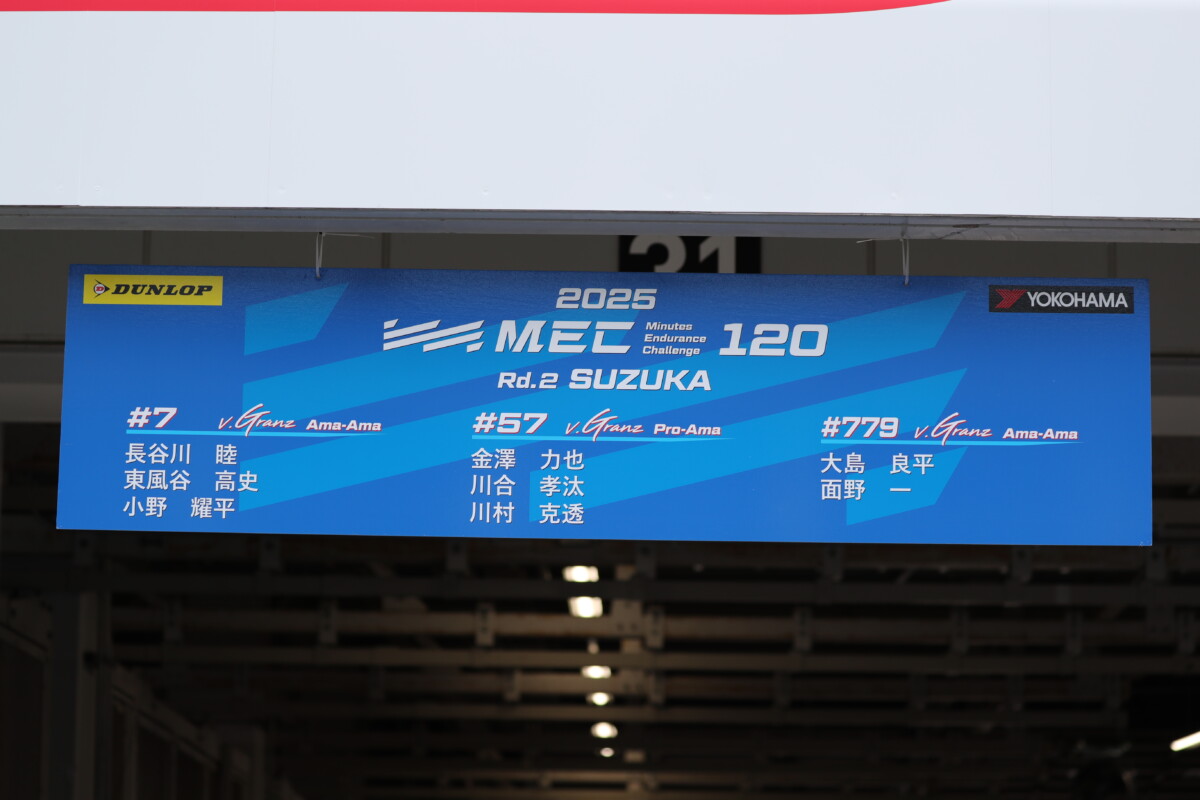 31
DUNLOP
YOKOHAMA
2025
MEC Minutes Endurance Challenge 120
Rd.2 SUZUKA
#7 v.Granz Ama-Ama
長谷川 睦
東風谷 高史
小野 耀平
#57 v.Granz Pro-Ama
金澤 力也
川合 孝汰
川村 克透
#779 v.Granz Ama-Ama
大島 良平
面野 一